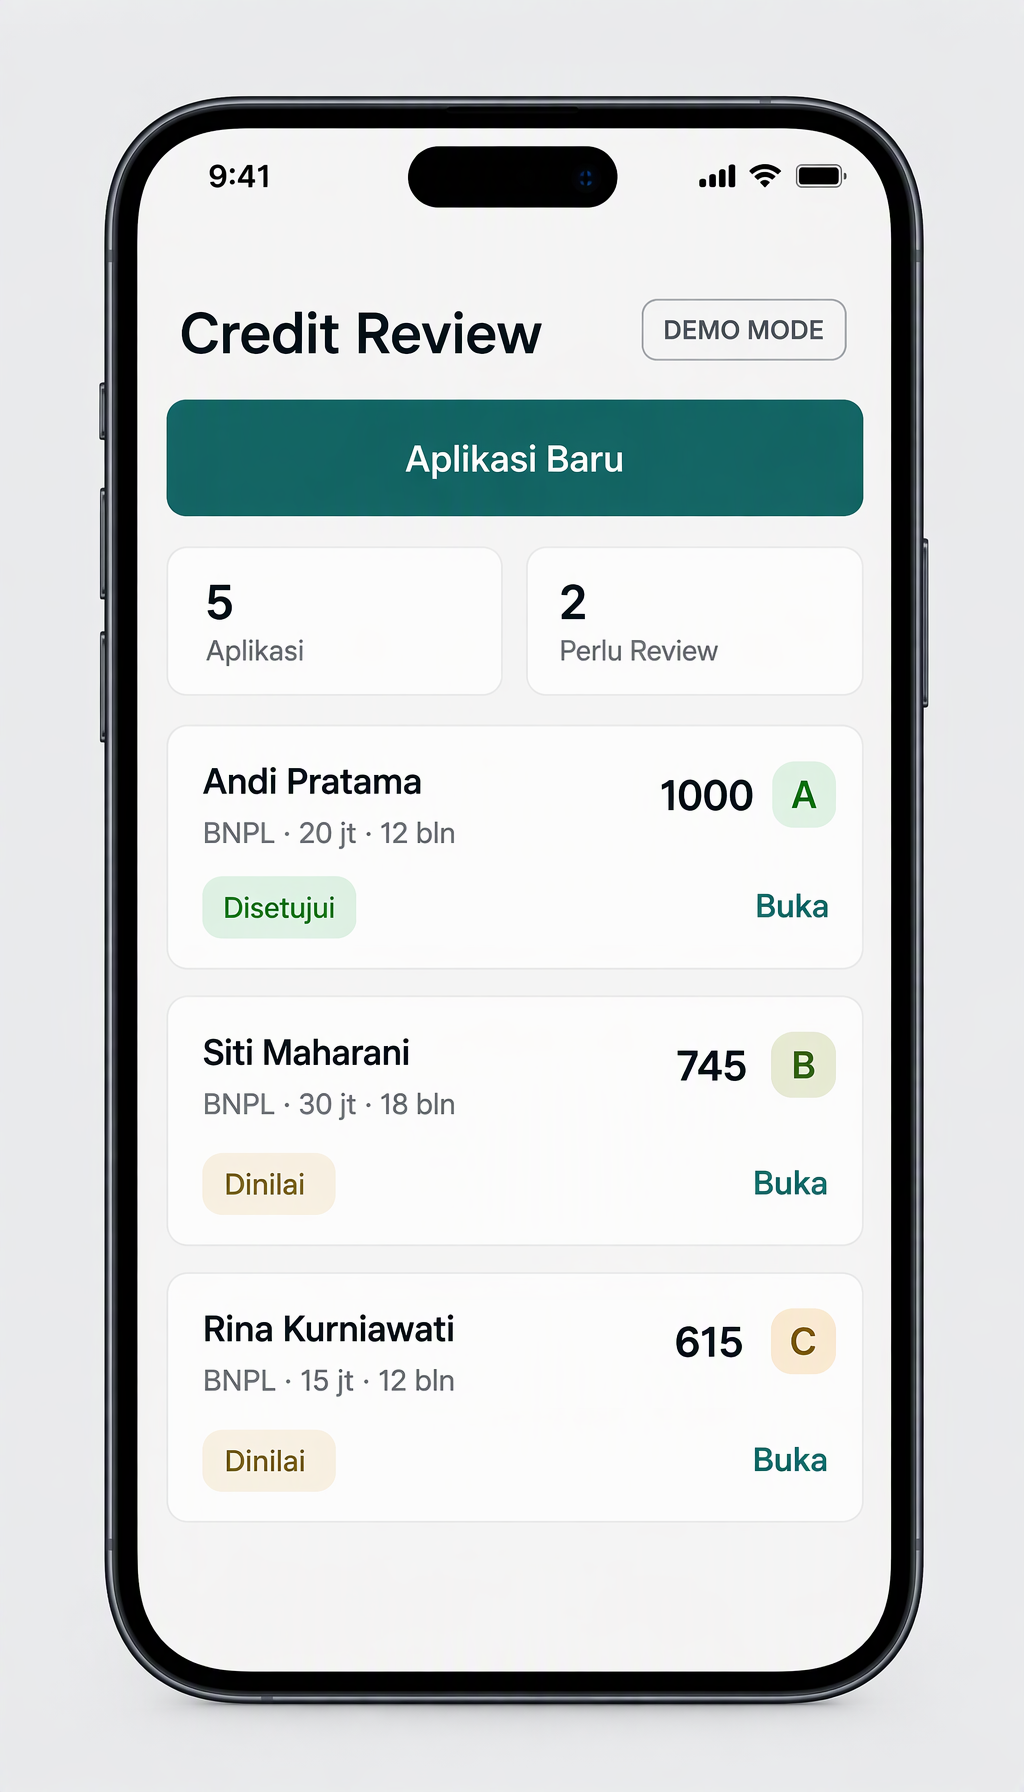 9:41
Credit Review
DEMO MODE
Aplikasi Baru
5
Aplikasi
2
Perlu Review
Andi Pratama
1000 A
BNPL · 20 jt · 12 bln
Disetujui
Buka
Siti Maharani
745 B
BNPL · 30 jt · 18 bln
Dinilai
Buka
Rina Kurniawati
615 C
BNPL · 15 jt · 12 bln
Dinilai
Buka